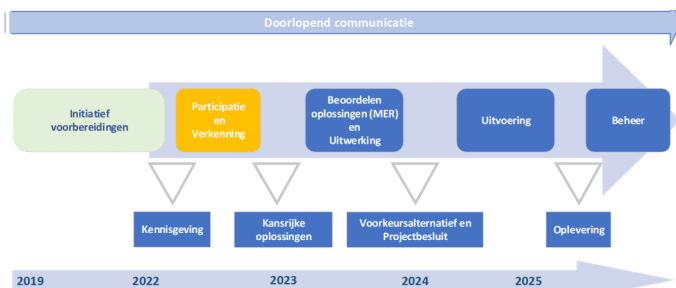 Doorlopend communicatie
Initiatief
voorbereidingen
Participatie
en
Verkenning
Beoordelen
oplossingen (MER)
en
Uitwerking
Uitvoering
Beheer
Kennisgeving
Kansrijke
oplossingen
Voorkeursalternatief en
Projectbesluit
Oplevering
2019
2022
2023
2024
2025